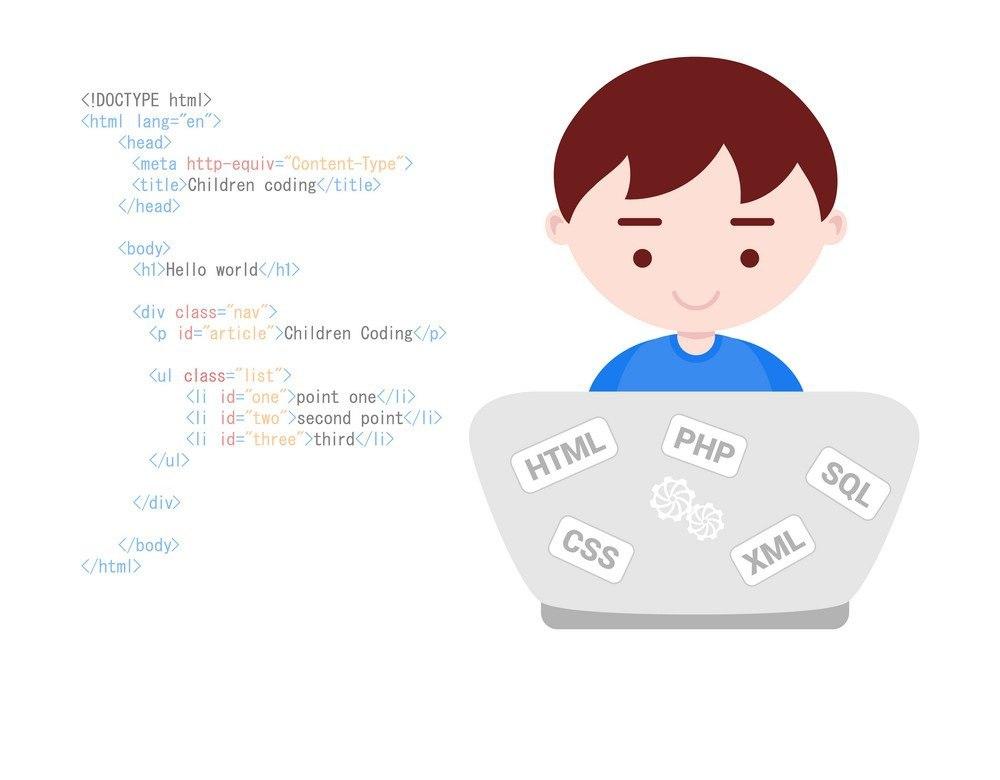 <!DOCTYPE html>
<html lang="en">
<head>
<meta http-equiv="Content-Type">
<title>Children coding</title>
</head>
<body>
<h1>Hello world</h1>
<div class="nav">
<p id="article">Children Coding</p>
<ul class="list">
<li id="one">point one</li>
<li id="two">second point</li>
<li id="three">third</li>
</ul>
</div>
</body>
</html>
HTML
PHP
SQL
CSS
XML